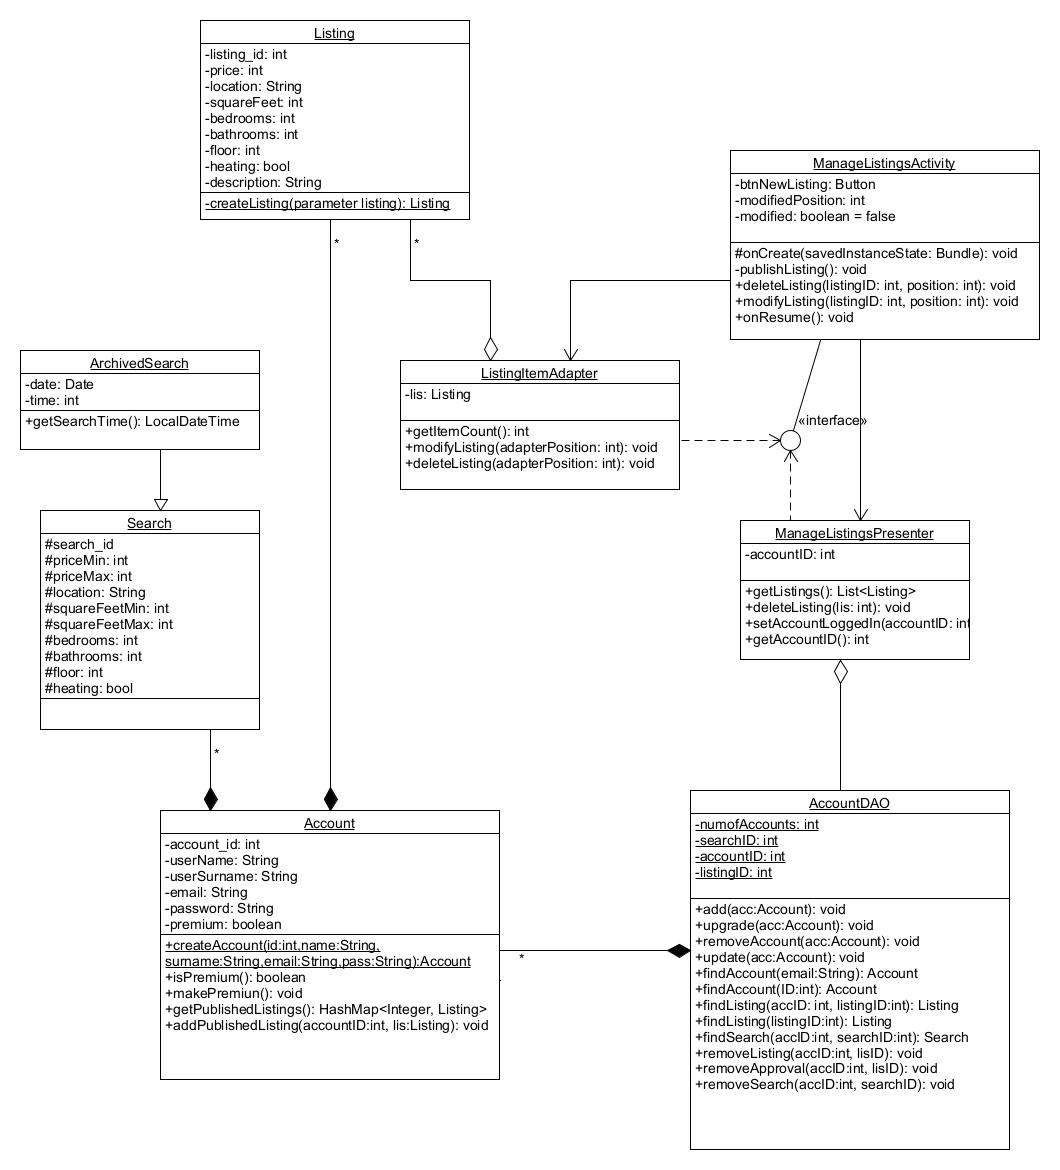 Listing
-listing_id: int
-price: int
-location: String
-squareFeet: int
-bedrooms: int
-bathrooms: int
-floor: int
-heating: bool
-description: String
-createListing(parameter listing): Listing
*
*
ManageListingsActivity
-btnNewListing: Button
-modifiedPosition: int
-modified: boolean = false
#onCreate(savedInstanceState: Bundle): void
-publishListing(): void
+deleteListing(listingID: int, position: int): void
+modifyListing(listingID: int, position: int): void
+onResume(): void
ArchivedSearch
-date: Date
-time: int
+getSearchTime(): LocalDateTime
ListingItemAdapter
-lis: Listing
+getItemCount(): int
+modifyListing(adapterPosition: int): void
+deleteListing(adapterPosition: int): void
«interface»
Search
#search_id
#priceMin: int
#priceMax: int
#location: String
#squareFeetMin: int
#squareFeetMax: int
#bedrooms: int
#bathrooms: int
#floor: int
#heating: bool
*
ManageListingsPresenter
-accountID: int
+getListings(): List<Listing>
+deleteListing(lis: int): void
+setAccountLoggedIn(accountID: int
+getAccountID(): int
Account
-account_id: int
-userName: String
-userSurname: String
-email: String
-password: String
-premium: boolean
+createAccount(id:int,name:String,
surname:String,email:String,pass:String):Account
+isPremium(): boolean
+makePremiun(): void
+getPublishedListings(): HashMap<Integer, Listing>
+addPublishedListing(accountID:int, lis:Listing): void
*
AccountDAO
-numofAccounts: int
-searchID: int
-accountID: int
-listingID: int
+add(acc:Account): void
+upgrade(acc:Account): void
+removeAccount(acc:Account): void
+update(acc:Account): void
+findAccount(email:String): Account
+findAccount(ID:int): Account
+findListing(accID: int, listingID:int): Listing
+findListing(listingID:int): Listing
+findSearch(accID:int, searchID:int): Search
+removeListing(accID:int, lisID): void
+removeApproval(accID:int, lisID): void
+removeSearch(accID:int, searchID): void